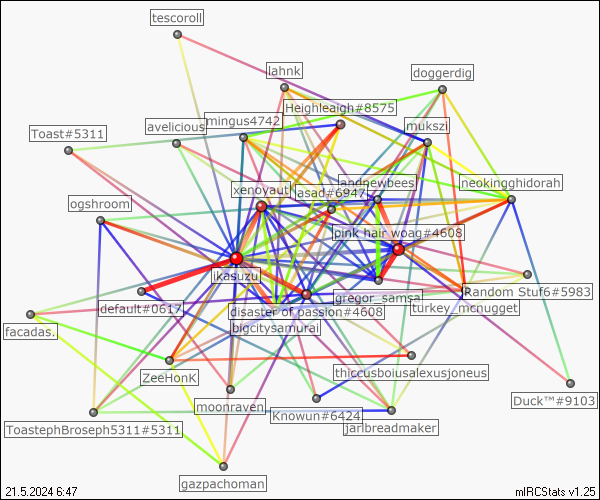 tescoroll
lahnk
doggerdig
Heighleaigh#8575
mingus4742
avelicious
mukszi
Toast#5311
landnewbees
neokingghidorah
xenoyaut
lasad#6947
ogshroom
pink hair woag#4608
ikasuzu
Random Stuf6#5983
gregor_samsa
default#0617
turkey_mcnugget
disaster of passion#4608
bigcitysamurai
facadas.
thiccusboiusalexusjoneus
ZeeHonK
Duck™#9103
moonraven
Knowun#6424
jarlbreadmaker
ToastephBroseph5311#5311
gazpachoman
21.5.2024 6:47
mIRCStats v1.25